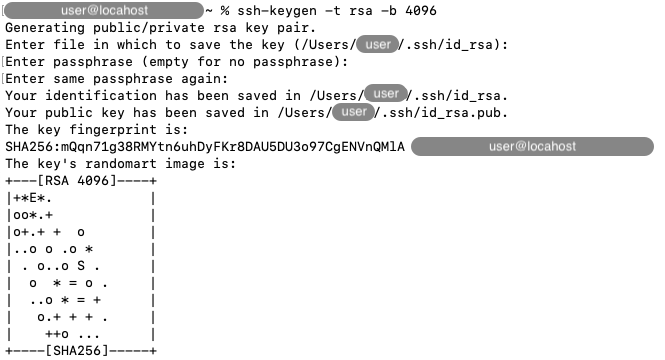 [ user@locahost ~ % ssh-keygen -t rsa -b 4096
Generating public/private rsa key pair.
Enter file in which to save the key (/Users/ user /.ssh/id_rsa):
[Enter passphrase (empty for no passphrase):
[Enter same passphrase again:
Your identification has been saved in /Users/ user /.ssh/id_rsa.
Your public key has been saved in /Users/ user /.ssh/id_rsa.pub.
The key fingerprint is:
SHA256:mQqn71g38RMYtn6uhDyFKr8DAU5DU3o97CgENVnQMlA user@locahost
The key's randomart image is:
+---[RSA 4096]----+
|+*E*.            |
|oo*.+            |
|o+.+ +  o        |
|..o o .o *       |
| . o..o S .      |
|  o  * = o .     |
|  ..o * = +      |
|   o.+ + + .     |
|    ++o ...      |
+----[SHA256]-----+